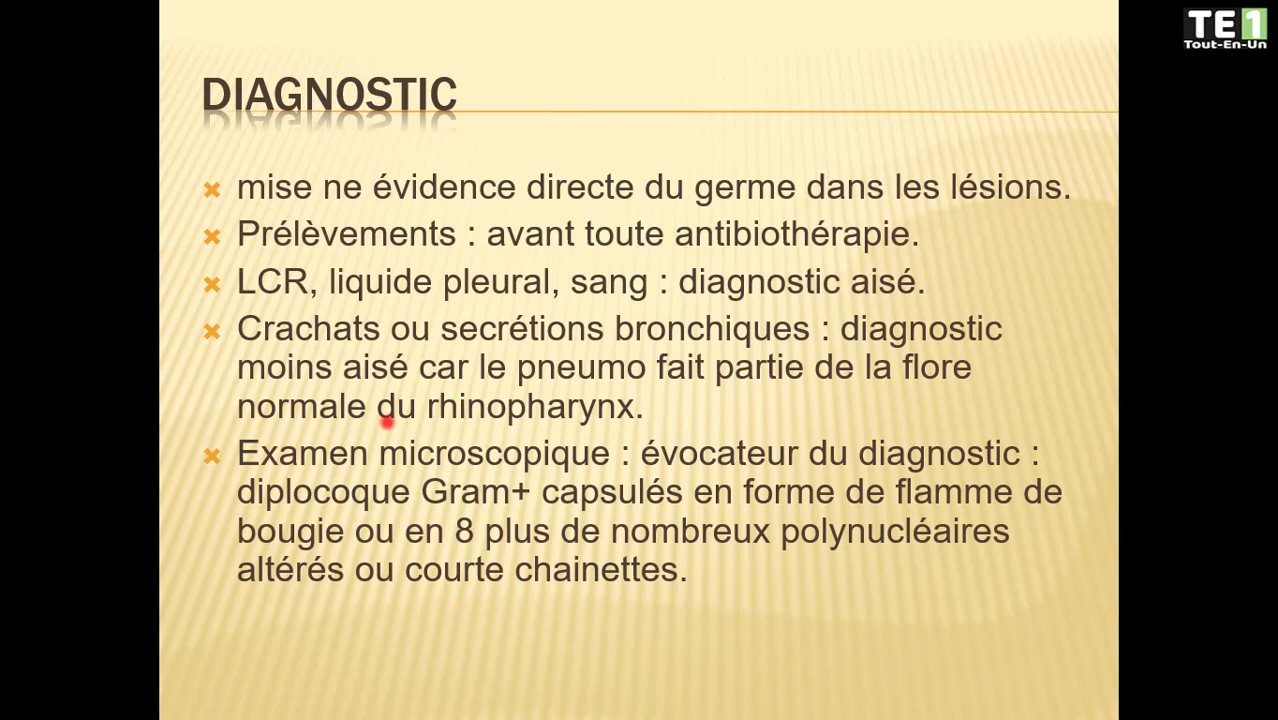 TE1
Tout-En-Un
DIAGNOSTIC
mise ne évidence directe du germe dans les lésions.
Prélèvements : avant toute antibiothérapie.
LCR, liquide pleural, sang : diagnostic aisé.
Crachats ou secrétions bronchiques : diagnostic
moins aisé car le pneumo fait partie de la flore
normale du rhinopharynx.
Examen microscopique : évocateur du diagnostic :
diplocoque Gram+ capsulés en forme de flamme de
bougie ou en 8 plus de nombreux polynucléaires
altérés ou courte chainettes.